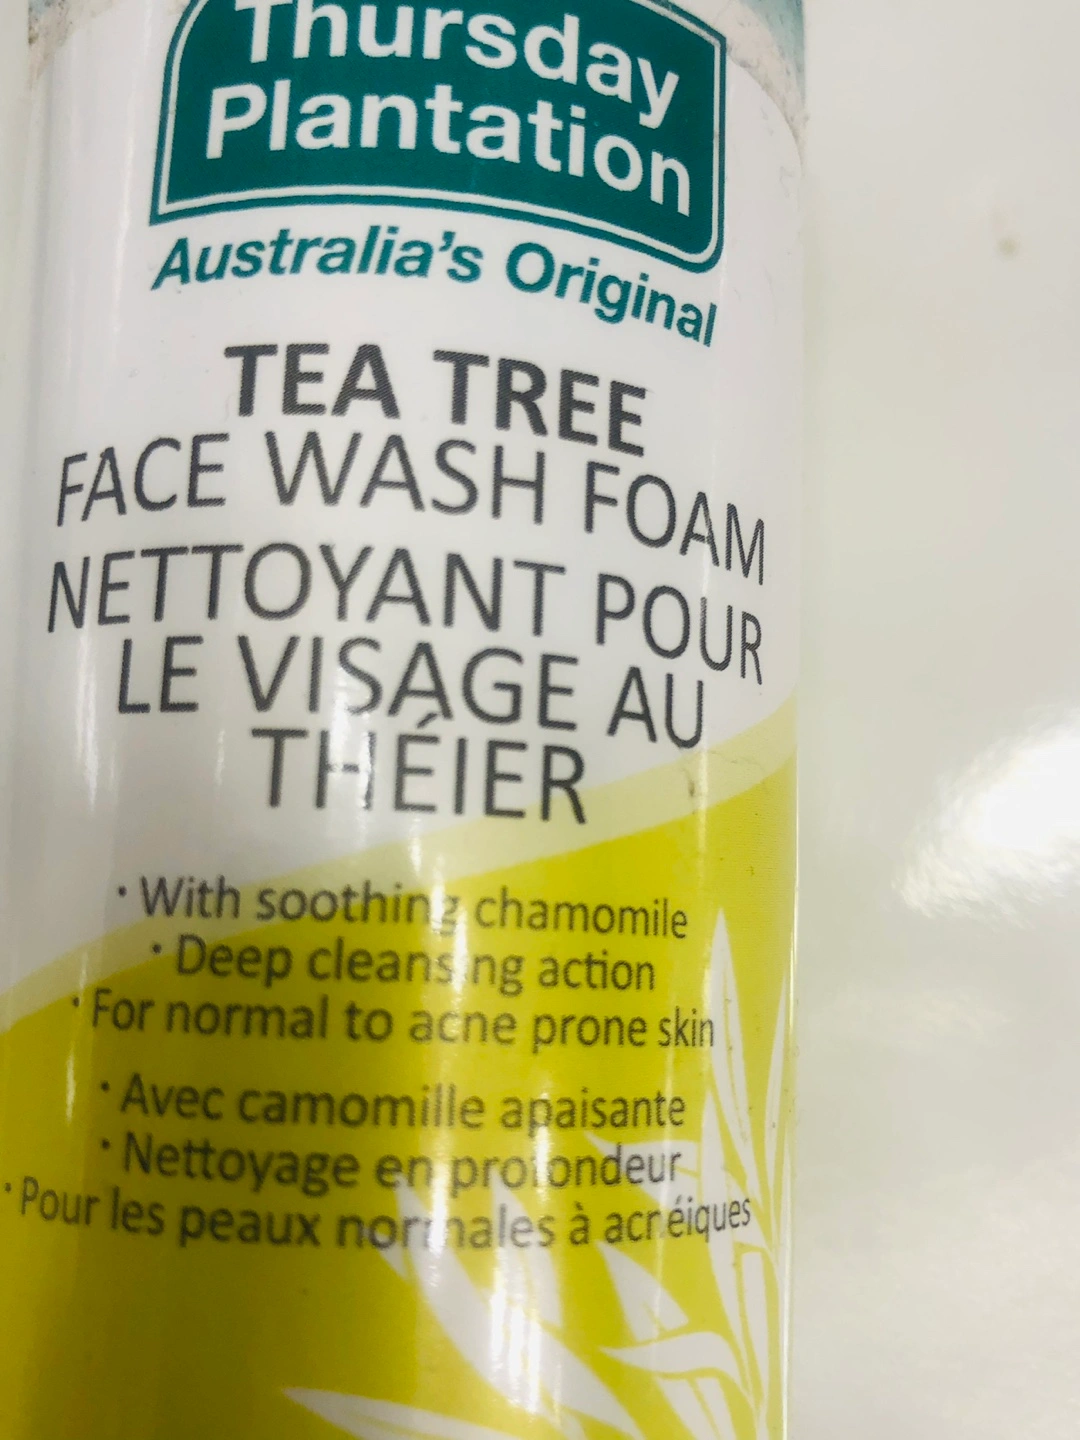 Thursday
Plantation
Australia's Original
TEA TREE
FACE WASH FOAM
NETTOYANT POUR
LE VISAGE AU
THÉIER
· With soothing chamomile
· Deep cleansing action
· For normal to acne prone skin
· Avec camomille apaisante
· Nettoyage en profondeur
· Pour les peaux normales à acnéiques